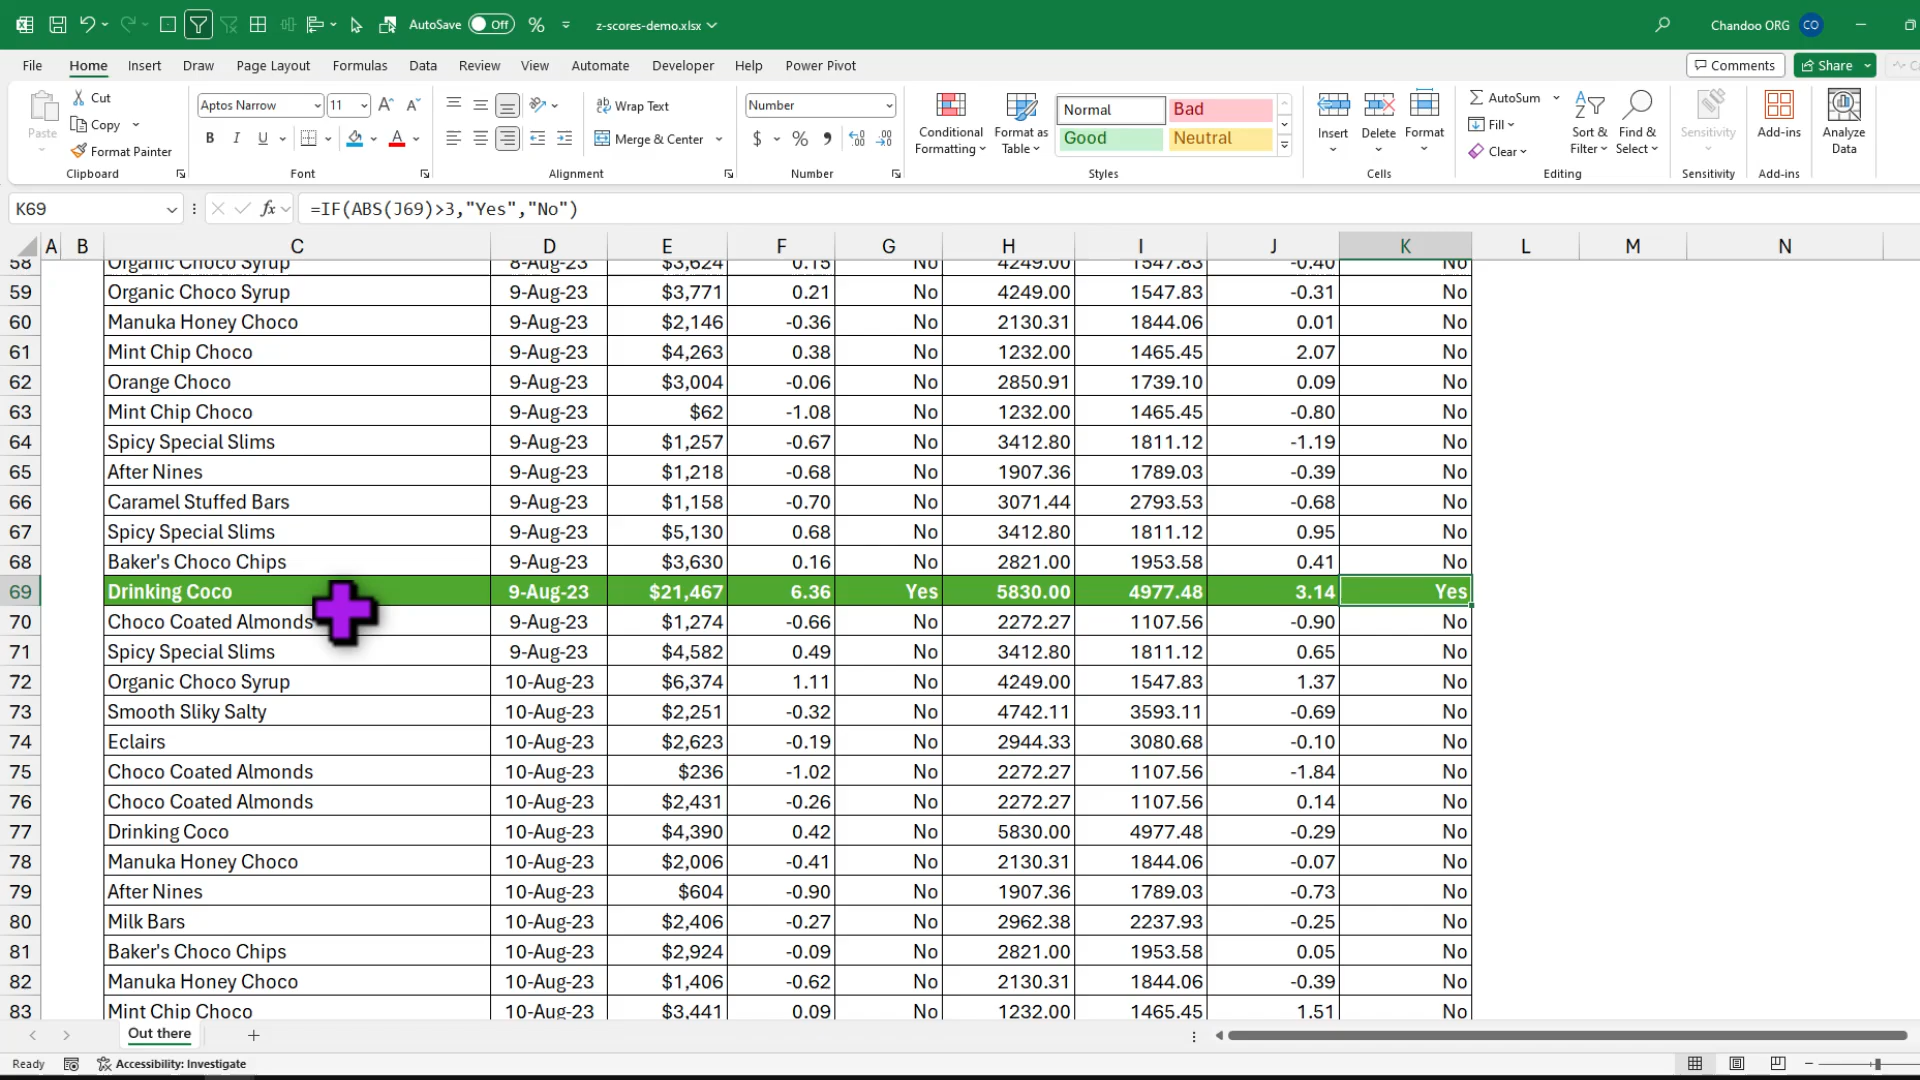 AutoSave Off z-scores-demo.xlsx Chandoo ORG CO
File Home Insert Draw Page Layout Formulas Data Review View Automate Developer Help Power Pivot Comments Share
Paste Cut Copy Format Painter Clipboard
Aptos Narrow 11 B I U Font
Wrap Text Merge & Center Alignment
Number $ % Number
Conditional Formatting Format as Table Normal Bad Good Neutral Styles
Insert Delete Format Cells
AutoSum Fill Clear Sort & Filter Find & Select Editing
Sensitivity Sensitivity Add-ins Add-ins Analyze Data
K69 fx =IF(ABS(J69)>3,"Yes","No")
A B C D E F G H I J K L M N
58 Organic Choco Syrup 8-Aug-23 $3,624 0.15 No 4249.00 1547.83 -0.40 No
59 Organic Choco Syrup 9-Aug-23 $3,771 0.21 No 4249.00 1547.83 -0.31 No
60 Manuka Honey Choco 9-Aug-23 $2,146 -0.36 No 2130.31 1844.06 0.01 No
61 Mint Chip Choco 9-Aug-23 $4,263 0.38 No 1232.00 1465.45 2.07 No
62 Orange Choco 9-Aug-23 $3,004 -0.06 No 2850.91 1739.10 0.09 No
63 Mint Chip Choco 9-Aug-23 $62 -1.08 No 1232.00 1465.45 -0.80 No
64 Spicy Special Slims 9-Aug-23 $1,257 -0.67 No 3412.80 1811.12 -1.19 No
65 After Nines 9-Aug-23 $1,218 -0.68 No 1907.36 1789.03 -0.39 No
66 Caramel Stuffed Bars 9-Aug-23 $1,158 -0.70 No 3071.44 2793.53 -0.68 No
67 Spicy Special Slims 9-Aug-23 $5,130 0.68 No 3412.80 1811.12 0.95 No
68 Baker's Choco Chips 9-Aug-23 $3,630 0.16 No 2821.00 1953.58 0.41 No
69 Drinking Coco 9-Aug-23 $21,467 6.36 Yes 5830.00 4977.48 3.14 Yes
70 Choco Coated Almonds 9-Aug-23 $1,274 -0.66 No 2272.27 1107.56 -0.90 No
71 Spicy Special Slims 9-Aug-23 $4,582 0.49 No 3412.80 1811.12 0.65 No
72 Organic Choco Syrup 10-Aug-23 $6,374 1.11 No 4249.00 1547.83 1.37 No
73 Smooth Sliky Salty 10-Aug-23 $2,251 -0.32 No 4742.11 3593.11 -0.69 No
74 Eclairs 10-Aug-23 $2,623 -0.19 No 2944.33 3080.68 -0.10 No
75 Choco Coated Almonds 10-Aug-23 $236 -1.02 No 2272.27 1107.56 -1.84 No
76 Choco Coated Almonds 10-Aug-23 $2,431 -0.26 No 2272.27 1107.56 0.14 No
77 Drinking Coco 10-Aug-23 $4,390 0.42 No 5830.00 4977.48 -0.29 No
78 Manuka Honey Choco 10-Aug-23 $2,006 -0.41 No 2130.31 1844.06 -0.07 No
79 After Nines 10-Aug-23 $604 -0.90 No 1907.36 1789.03 -0.73 No
80 Milk Bars 10-Aug-23 $2,406 -0.27 No 2962.38 2237.93 -0.25 No
81 Baker's Choco Chips 10-Aug-23 $2,924 -0.09 No 2821.00 1953.58 0.05 No
82 Manuka Honey Choco 10-Aug-23 $1,406 -0.62 No 2130.31 1844.06 -0.39 No
83 Mint Chip Choco 10-Aug-23 $3,441 0.09 No 1232.00 1465.45 1.51 No
Out there
Ready Accessibility: Investigate